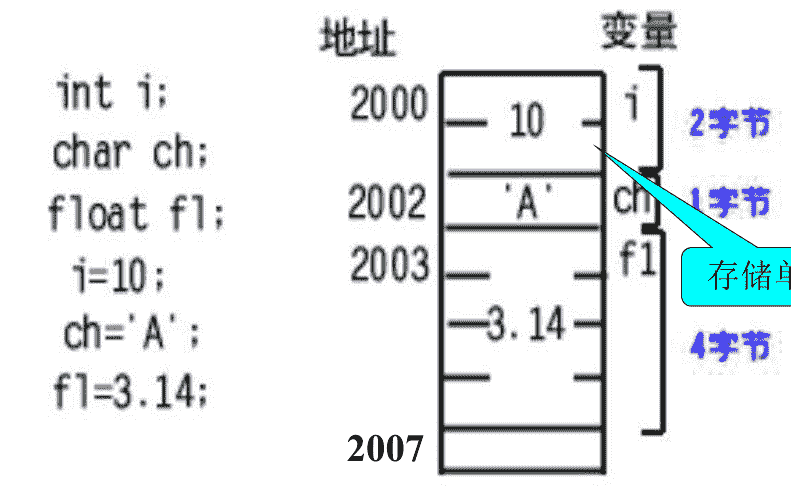 地址 变量
int i;
char ch;
float fl;
i=10;
ch='A';
fl=3.14;
2000 10 i 2字节
2002 'A' ch 1字节
2003 fl
存储单
3.14 4字节
2007